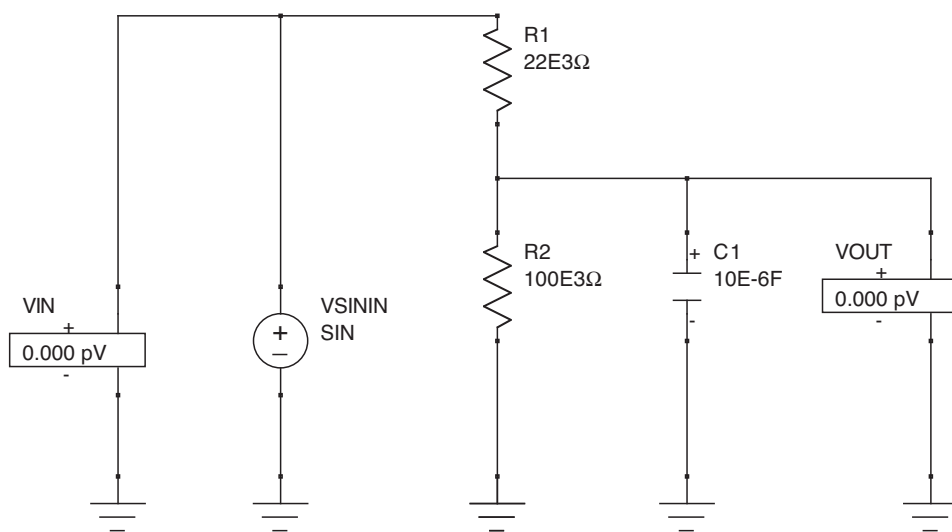 R1
22E3Ω
R2
100E3Ω
+ C1
10E-6F
-
VOUT
+
0.000 pV
-
VIN
+
0.000 pV
-
VSININ
SIN
+
–